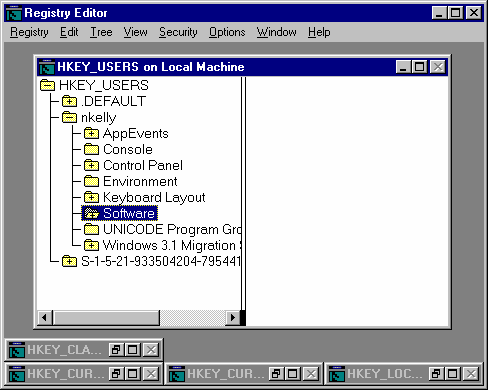 Registry Editor
Registry Edit Tree View Security Options Window Help
HKEY_USERS on Local Machine
HKEY_USERS
.DEFAULT
nkelly
AppEvents
Console
Control Panel
Environment
Keyboard Layout
Software
UNICODE Program Gro
Windows 3.1 Migration S
S-1-5-21-933504204-795441
HKEY_CLA...
HKEY_CUR... HKEY_CUR... HKEY_LOC...